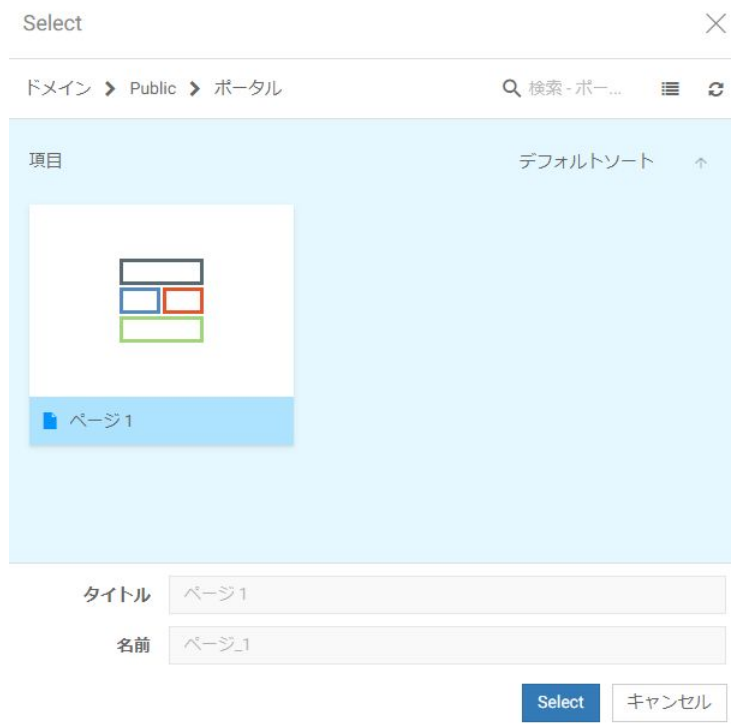 Select
ドメイン Public ポータル 検索 - ポー...
項目 デフォルトソート
ページ 1
タイトル ページ 1
名前 ページ_1
Select キャンセル